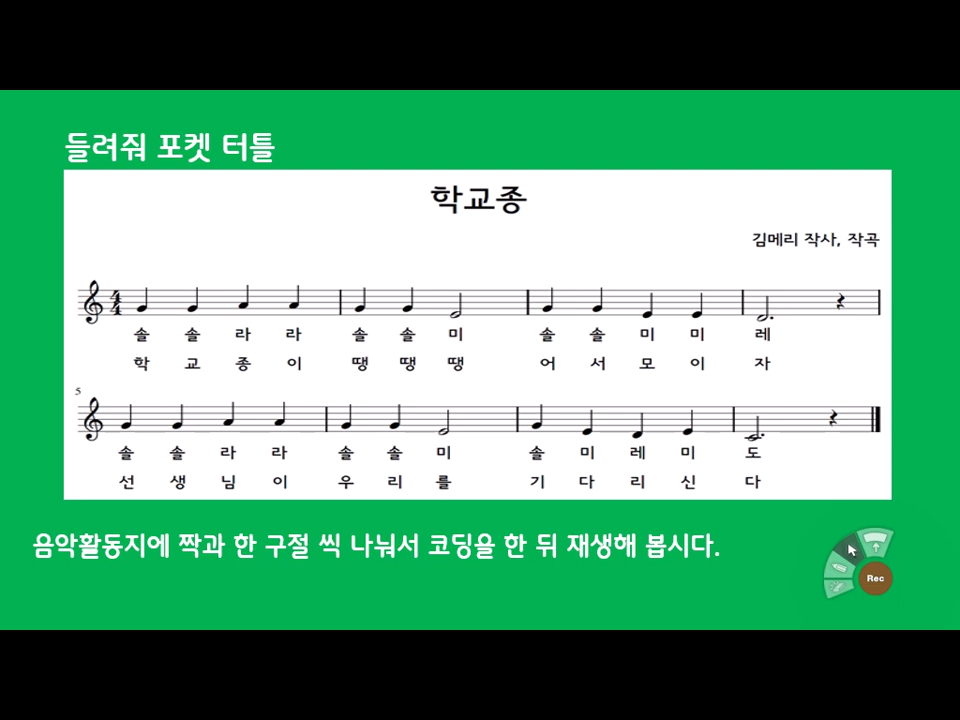 들려줘 포켓 터틀
학교종
김메리 작사, 작곡
4
4
솔 솔 라 라 솔 솔 미 솔 솔 미 미 레
학 교 종 이 땡 땡 땡 어 서 모 이 자
5
솔 솔 라 라 솔 솔 미 솔 미 레 미 도
선 생 님 이 우 리 를 기 다 리 신 다
음악활동지에 짝과 한 구절 씩 나눠서 코딩을 한 뒤 재생해 봅시다.
Rec